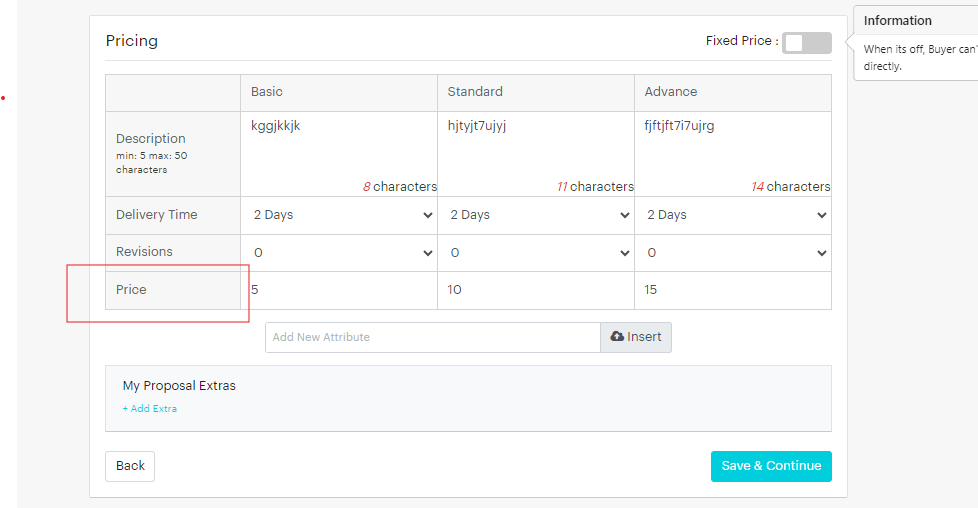 Pricing
Fixed Price :
Information
When its off, Buyer can'
directly.
Basic
Standard
Advance
Description
min: 5 max: 50
characters
kggjkkjk
8 characters
hjtyjt7ujyj
11 characters
fjftjft7i7ujrg
14 characters
Delivery Time
2 Days
2 Days
2 Days
Revisions
0
0
0
Price
5
10
15
Add New Attribute
Insert
My Proposal Extras
+ Add Extra
Back
Save & Continue